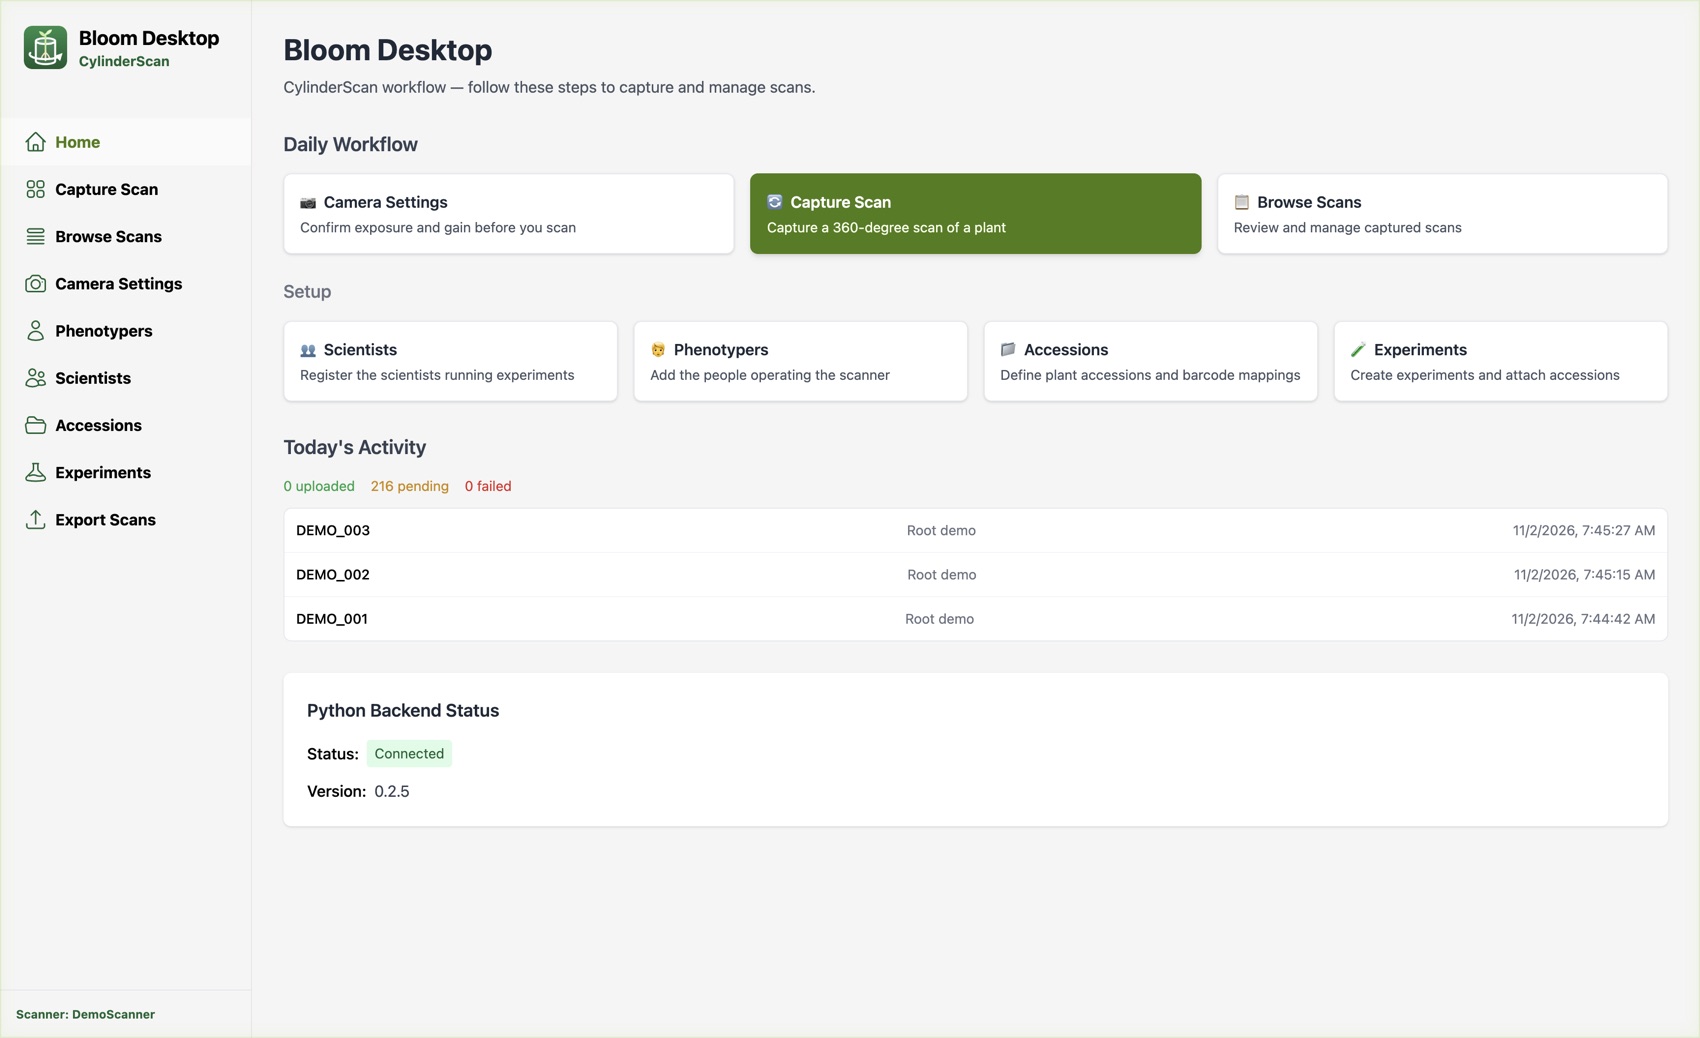 Bloom Desktop
CylinderScan
Home
Capture Scan
Browse Scans
Camera Settings
Phenotypers
Scientists
Accessions
Experiments
Export Scans
Scanner: DemoScanner
Bloom Desktop
CylinderScan workflow — follow these steps to capture and manage scans.
Daily Workflow
Camera Settings
Confirm exposure and gain before you scan
Capture Scan
Capture a 360-degree scan of a plant
Browse Scans
Review and manage captured scans
Setup
Scientists
Register the scientists running experiments
Phenotypers
Add the people operating the scanner
Accessions
Define plant accessions and barcode mappings
Experiments
Create experiments and attach accessions
Today's Activity
0 uploaded 216 pending 0 failed
DEMO_003 Root demo 11/2/2026, 7:45:27 AM
DEMO_002 Root demo 11/2/2026, 7:45:15 AM
DEMO_001 Root demo 11/2/2026, 7:44:42 AM
Python Backend Status
Status: Connected
Version: 0.2.5